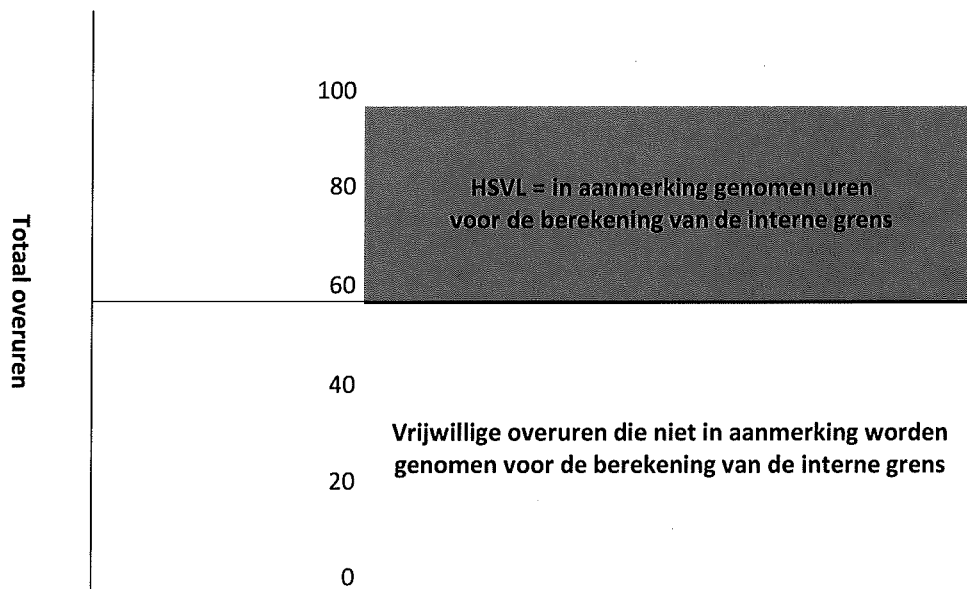 Totaal overuren
100
80
60
40
20
0
HSVL = in aanmerking genomen uren
voor de berekening van de interne grens
Vrijwillige overuren die niet in aanmerking worden
genomen voor de berekening van de interne grens